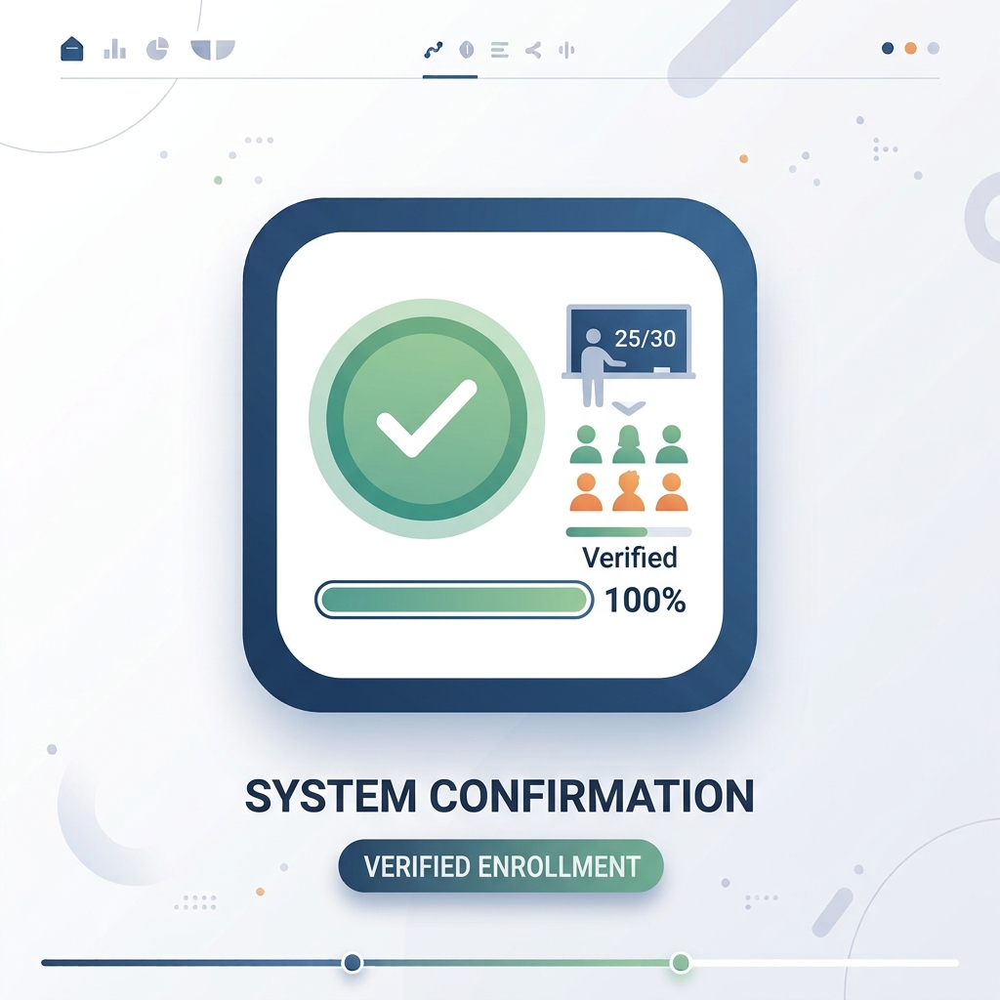 25/30
Verified
100%
SYSTEM CONFIRMATION
VERIFIED ENROLLMENT